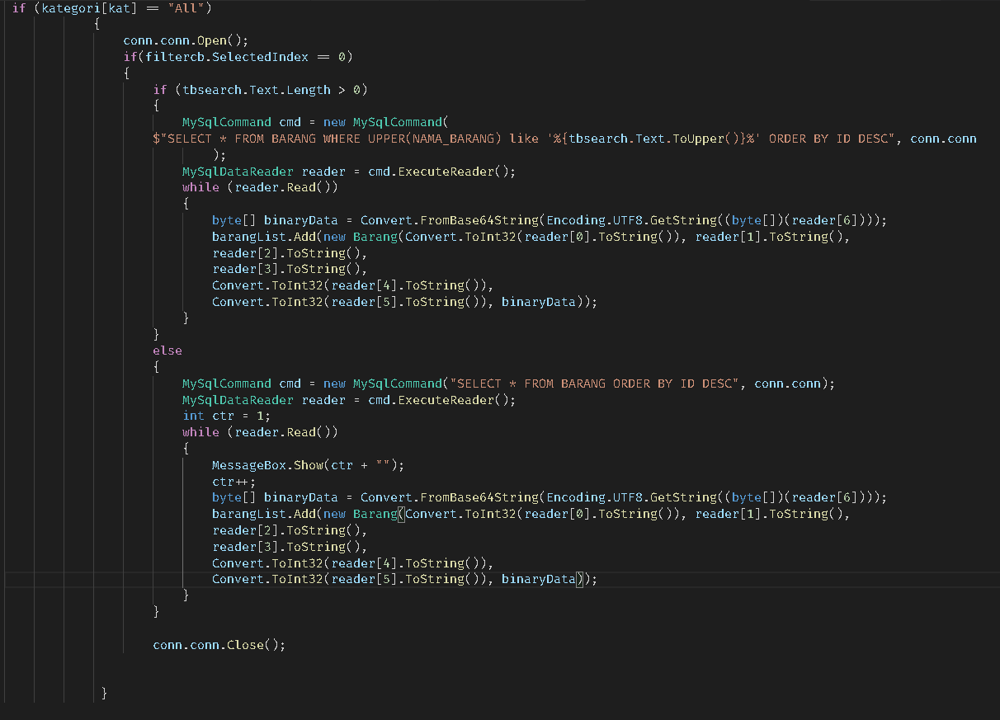 if (kategori[kat] == "All")
{
conn.conn.Open();
if(filtercb.SelectedIndex == 0)
{
if (tbsearch.Text.Length > 0)
{
MySqlCommand cmd = new MySqlCommand(
$"SELECT * FROM BARANG WHERE UPPER(NAMA_BARANG) like '%{tbsearch.Text.ToUpper()}%' ORDER BY ID DESC", conn.conn
);
MySqlDataReader reader = cmd.ExecuteReader();
while (reader.Read())
{
byte[] binaryData = Convert.FromBase64String(Encoding.UTF8.GetString((byte[])(reader[6])));
barangList.Add(new Barang(Convert.ToInt32(reader[0].ToString()), reader[1].ToString(),
reader[2].ToString(),
reader[3].ToString(),
Convert.ToInt32(reader[4].ToString()),
Convert.ToInt32(reader[5].ToString()), binaryData));
}
}
else
{
MySqlCommand cmd = new MySqlCommand("SELECT * FROM BARANG ORDER BY ID DESC", conn.conn);
MySqlDataReader reader = cmd.ExecuteReader();
int ctr = 1;
while (reader.Read())
{
MessageBox.Show(ctr + "");
ctr++;
byte[] binaryData = Convert.FromBase64String(Encoding.UTF8.GetString((byte[])(reader[6])));
barangList.Add(new Barang(Convert.ToInt32(reader[0].ToString()), reader[1].ToString(),
reader[2].ToString(),
reader[3].ToString(),
Convert.ToInt32(reader[4].ToString()),
Convert.ToInt32(reader[5].ToString()), binaryData));
}
}
conn.conn.Close();
}